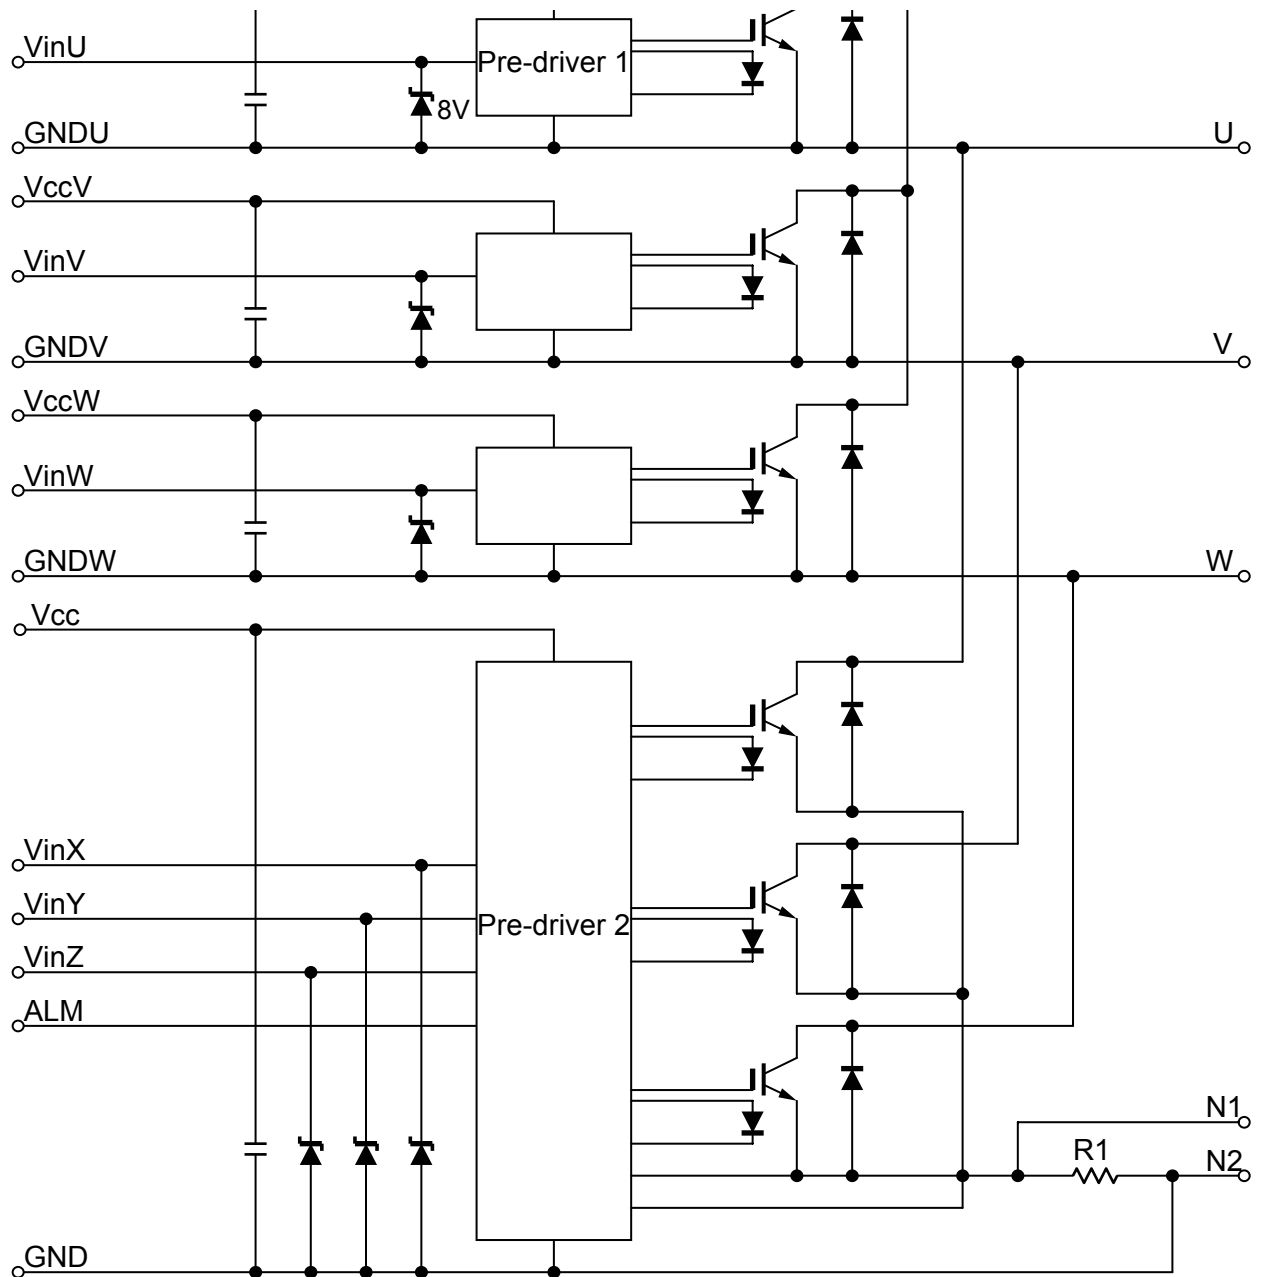 VinU
Pre-driver 1
8V
GNDU
U
VccV
VinV
GNDV
V
VccW
VinW
GNDW
W
Vcc
VinX
VinY
Pre-driver 2
VinZ
ALM
N1
R1
N2
GND